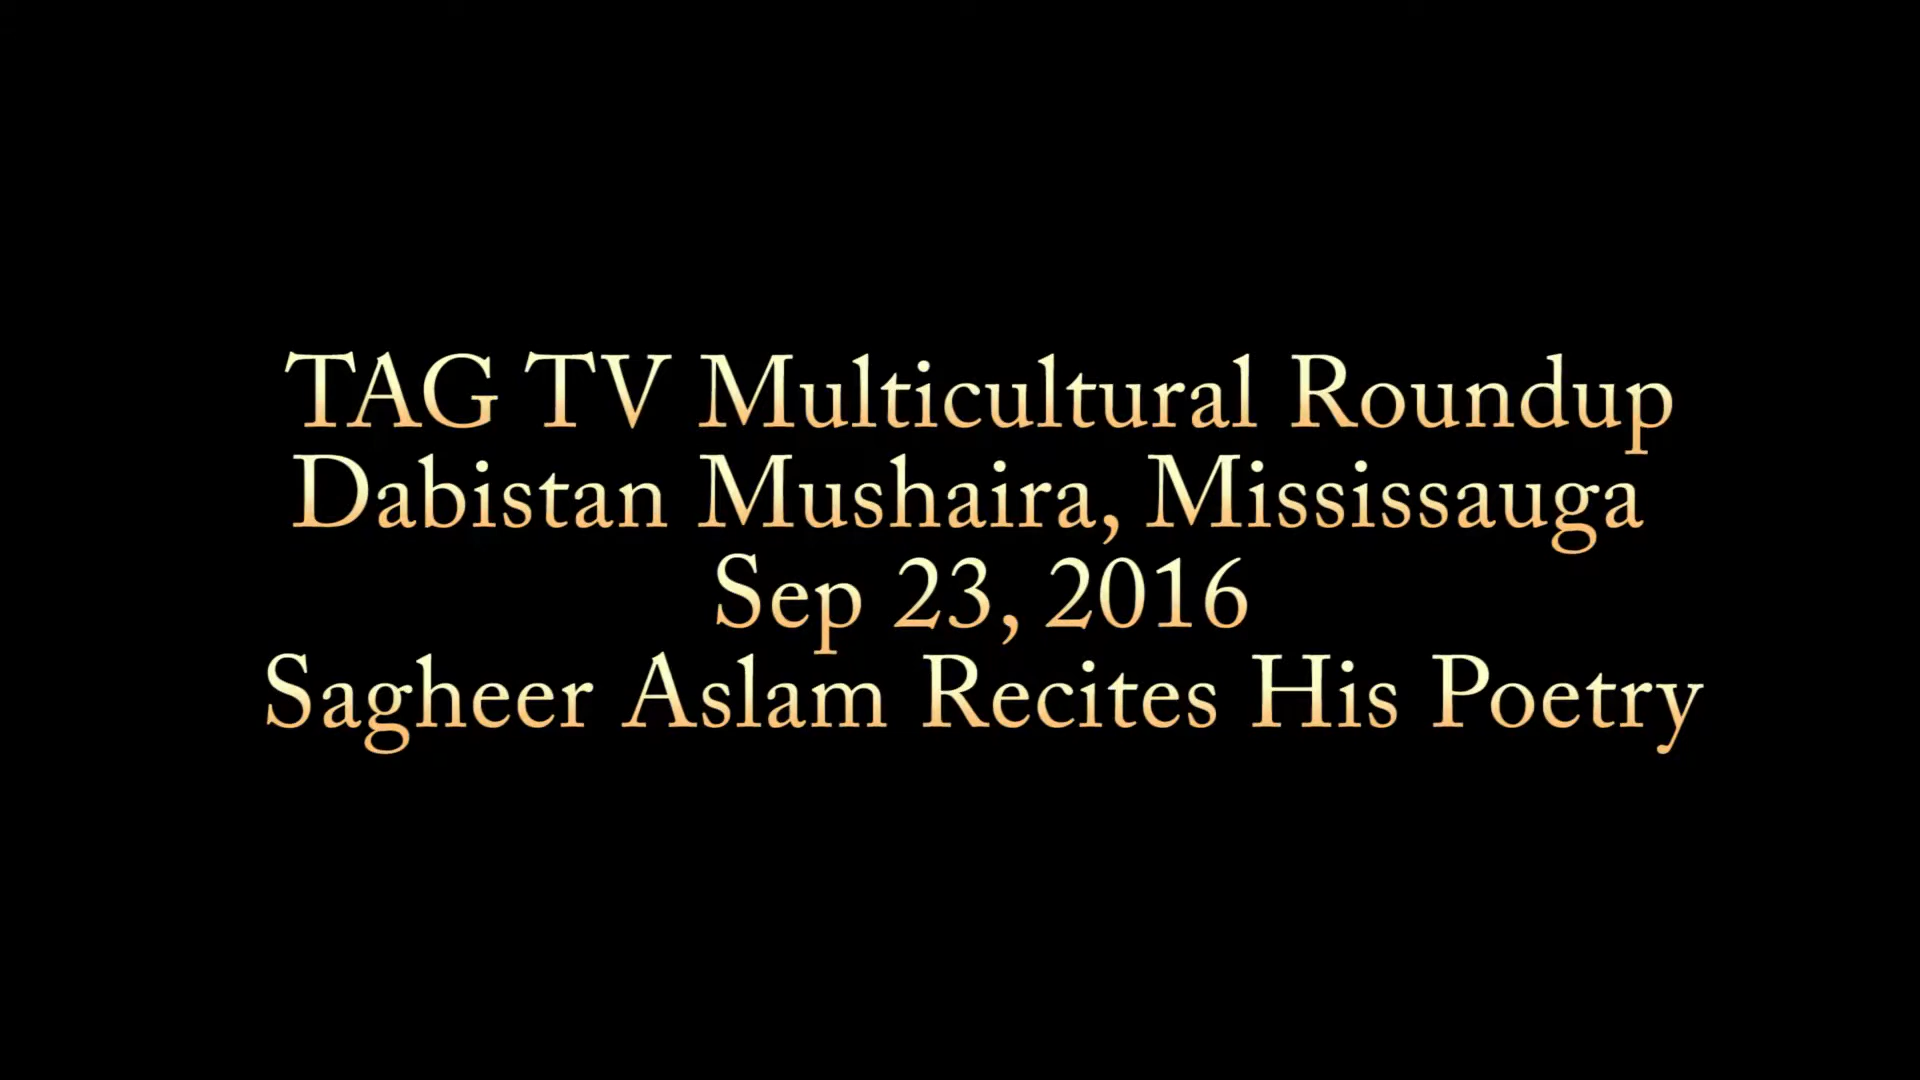 TAG TV Multicultural Roundup
Dabistan Mushaira, Mississauga
Sep 23, 2016
Sagheer Aslam Recites His Poetry